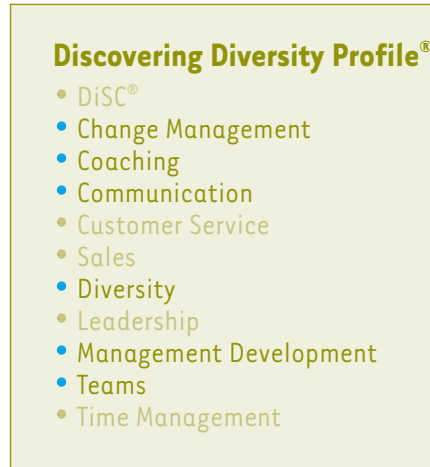 Discovering Diversity Profile®
• DiSC®
• Change Management
• Coaching
• Communication
• Customer Service
• Sales
• Diversity
• Leadership
• Management Development
• Teams
• Time Management